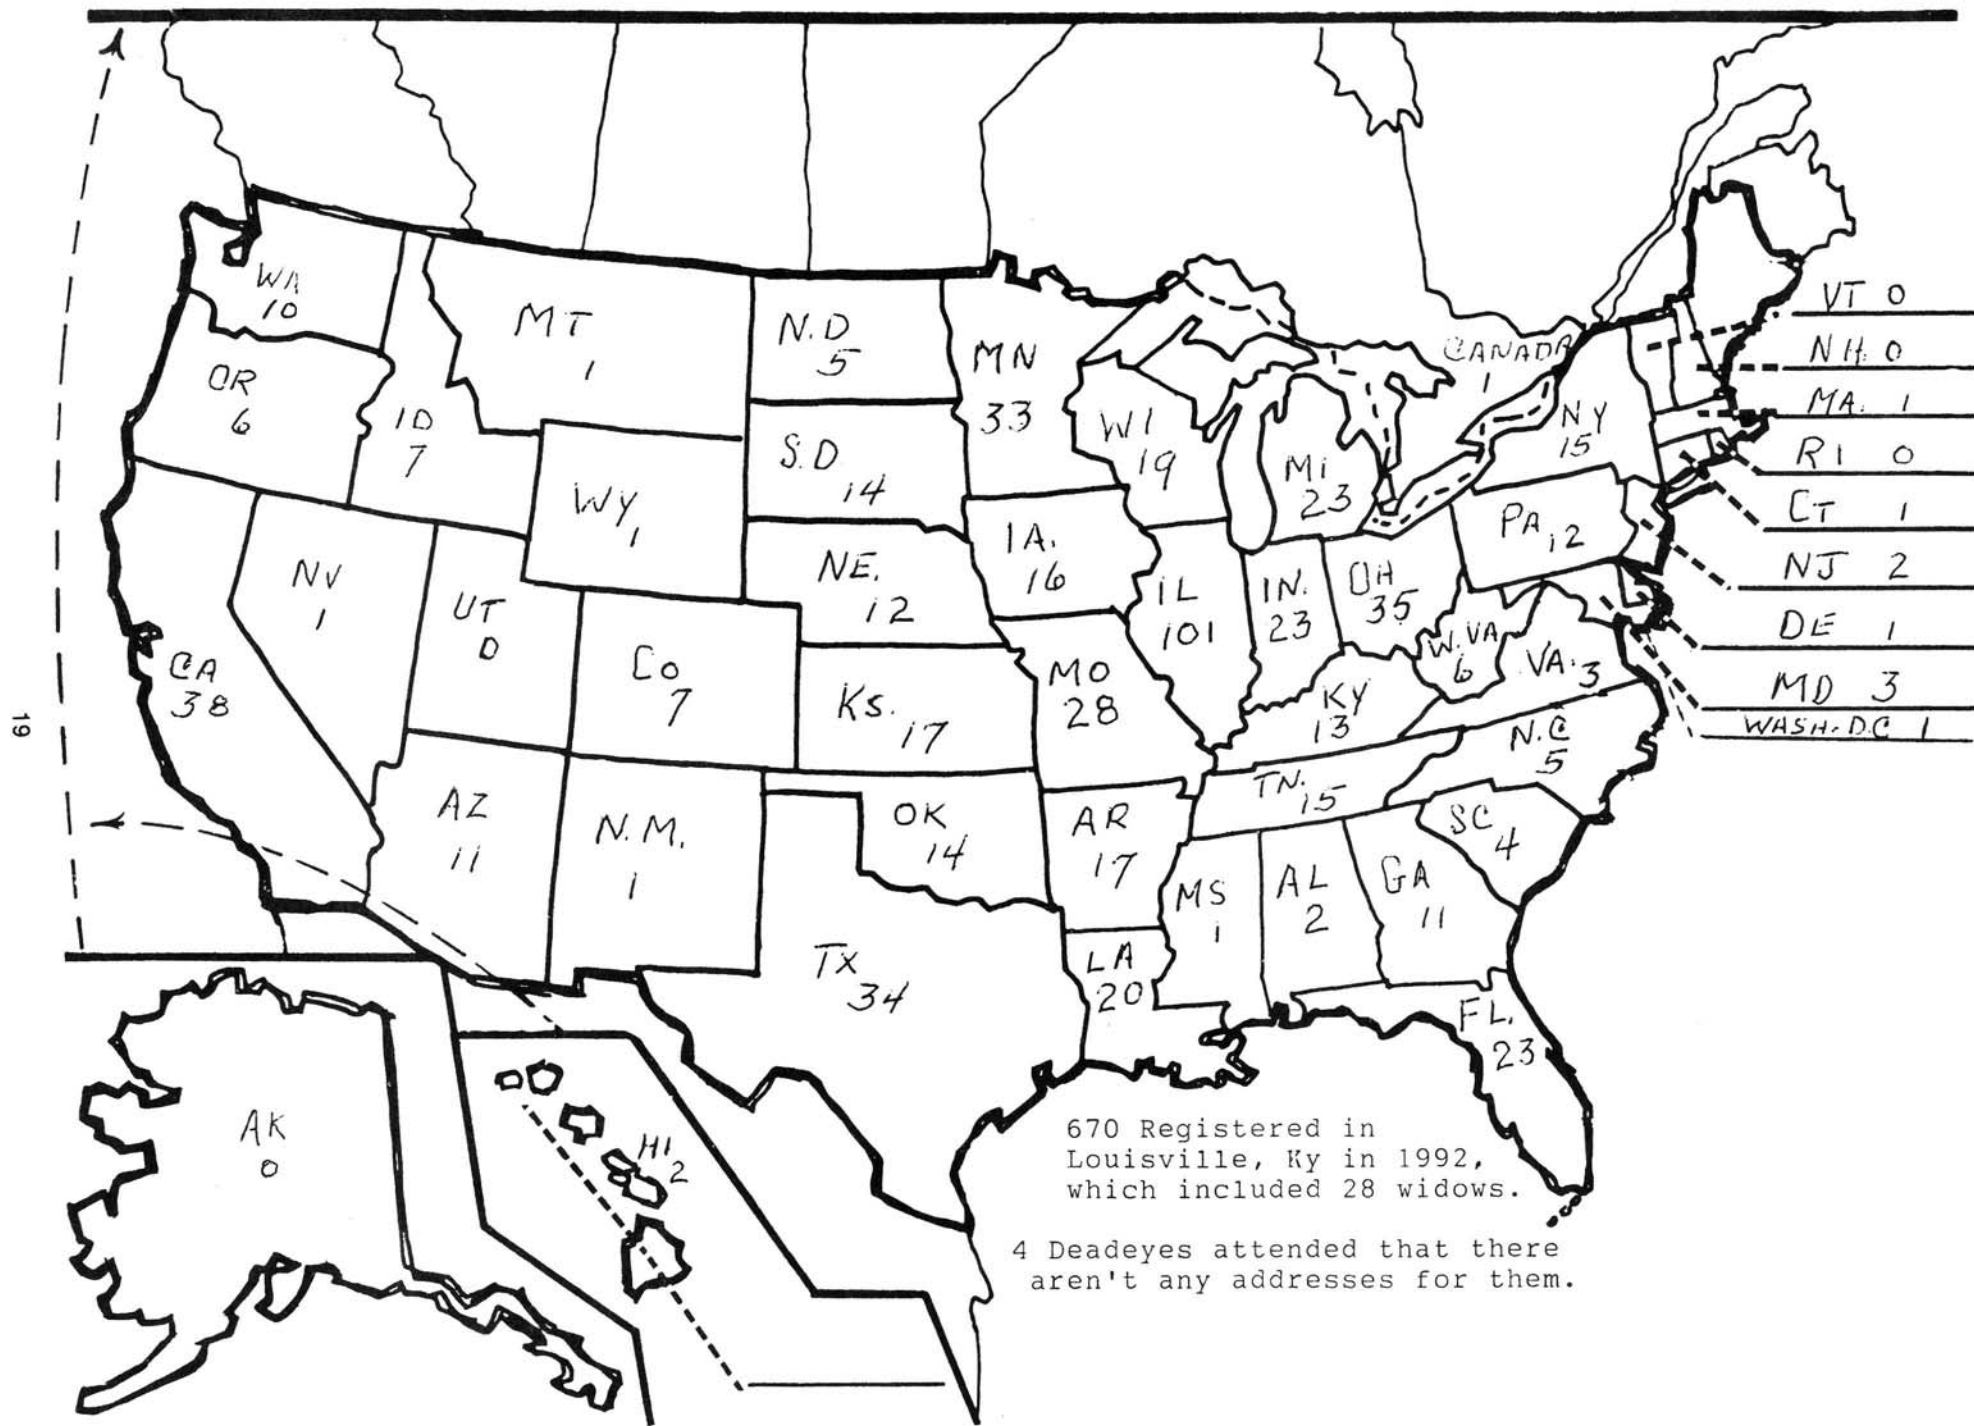 WA
10
OR
6
ID
7
MT
1
N.D
5
MN
33
S.D.
14
WY,
1
NE.
12
IA.
16
WI
19
MI
23
CANADA
1
NY
15
PA
12
VT 0
NH. 0
MA. 1
RI 0
CT 1
NJ 2
DE 1
MD 3
WASH. DC 1
NV
1
UT
0
CA
38
CO
7
KS.
17
MO
28
IL
101
IN.
23
OH
35
W.VA
6
VA. 3
KY
13
N.C
5
TN.
15
SC
4
AZ
11
N.M.
1
OK
14
AR
17
MS
1
AL
2
GA
11
TX
34
LA
20
FL.
23
AK
0
HI
2
670 Registered in
Louisville, Ky in 1992,
which included 28 widows.
4 Deadeyes attended that there
aren't any addresses for them.
19